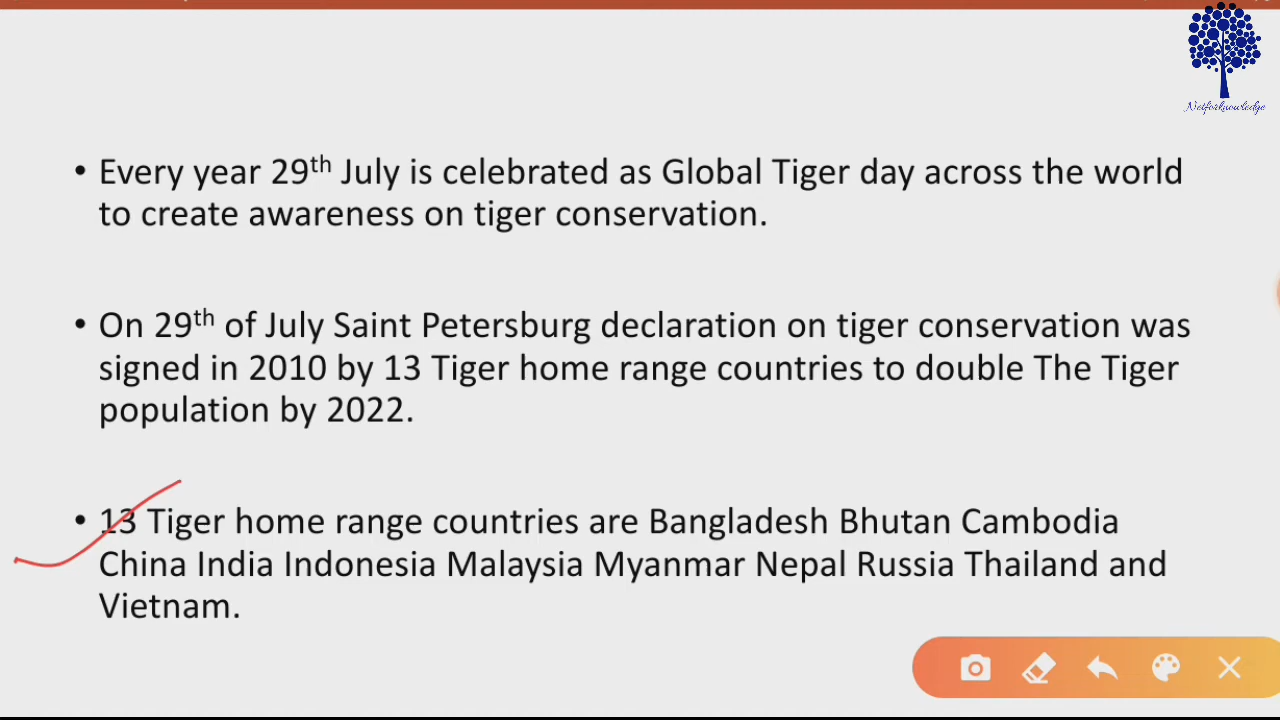 Netforknowledge
• Every year 29th July is celebrated as Global Tiger day across the world
to create awareness on tiger conservation.
• On 29th of July Saint Petersburg declaration on tiger conservation was
signed in 2010 by 13 Tiger home range countries to double The Tiger
population by 2022.
• 13 Tiger home range countries are Bangladesh Bhutan Cambodia
China India Indonesia Malaysia Myanmar Nepal Russia Thailand and
Vietnam.